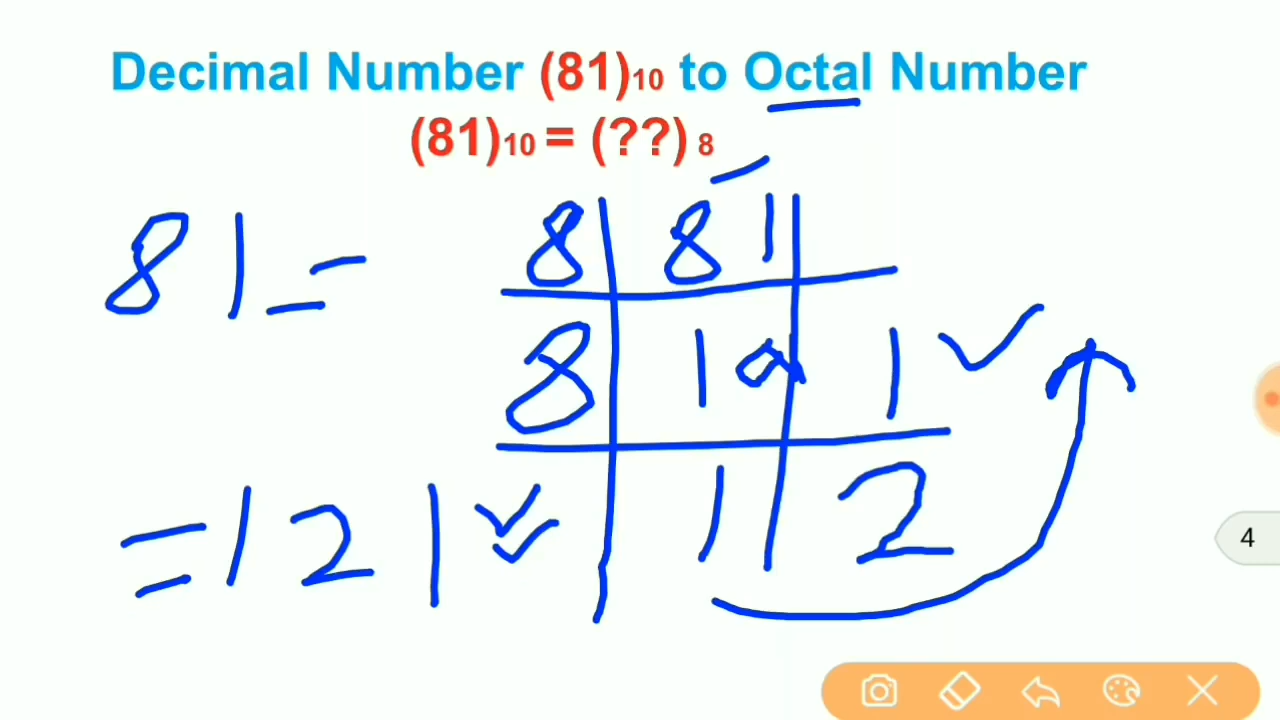 Decimal Number (81)10 to Octal Number
(81)10 = (??) 8
81 =
8 81
8 10 1
1 2
= 121
4